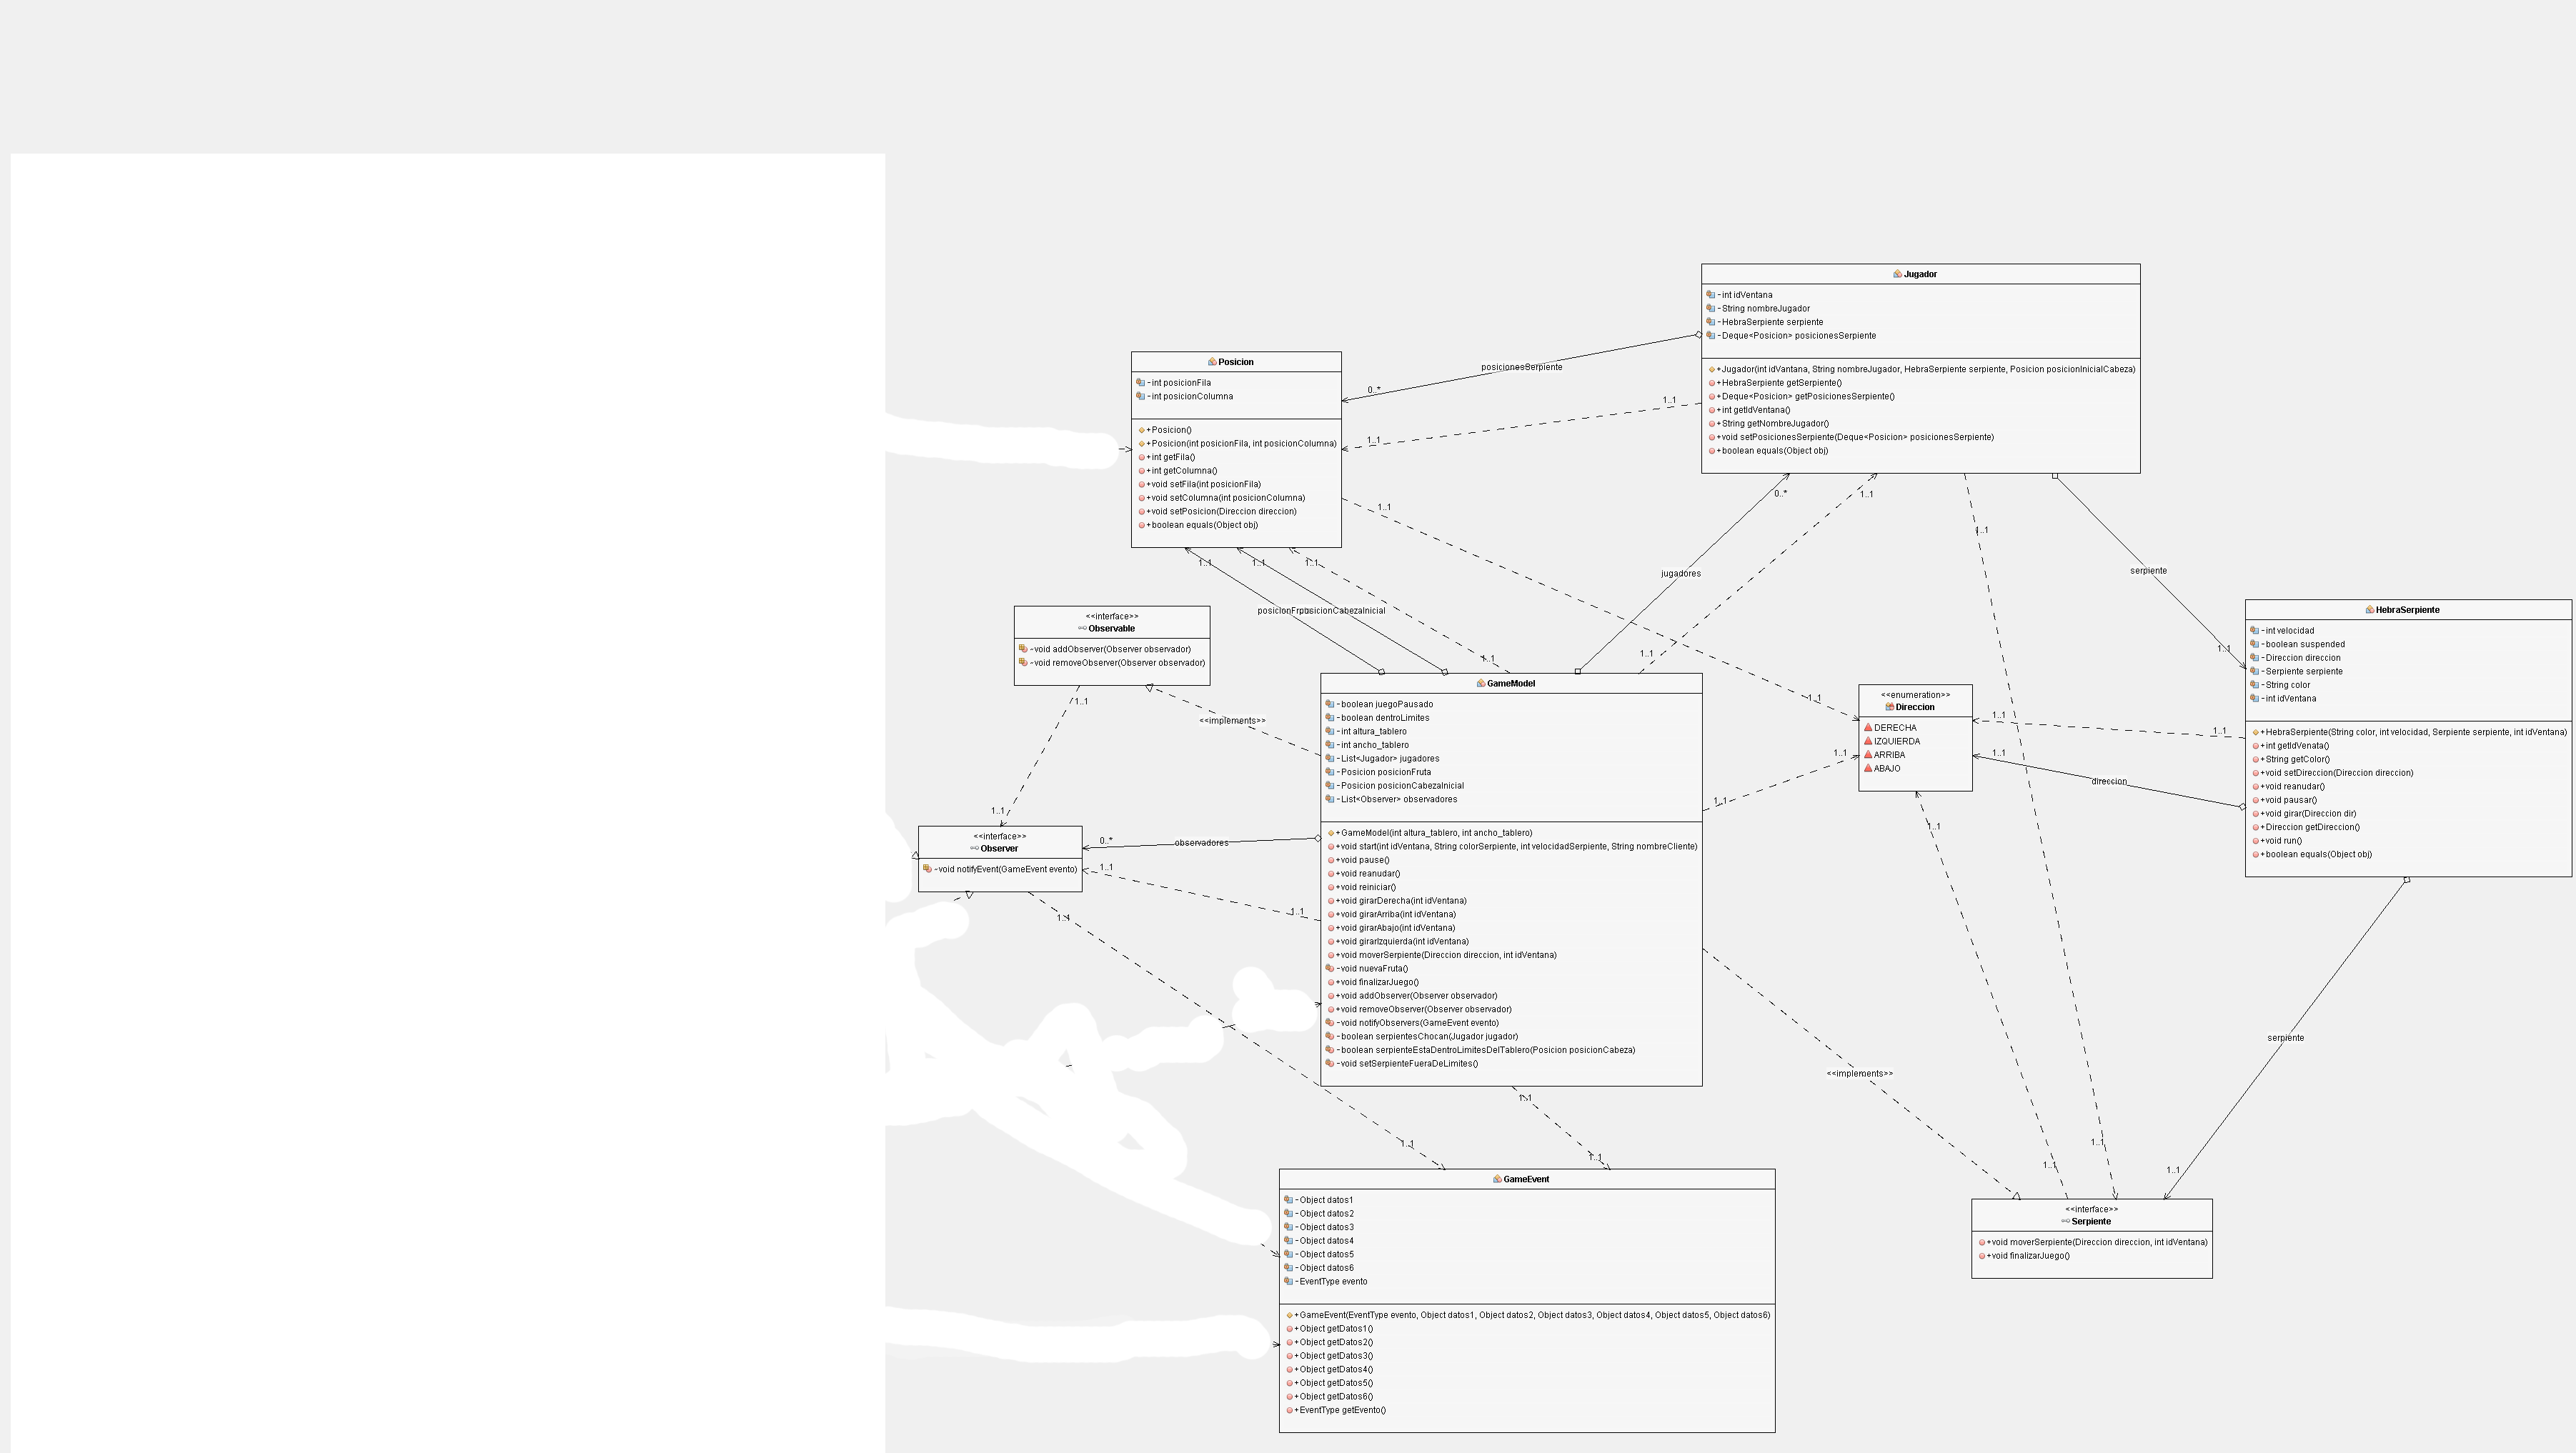 Jugador
-int idVentana
-String nombreJugador
-HebraSerpiente serpiente
-Deque<Posicion> posicionesSerpiente
+Jugador(int idVantana, String nombreJugador, HebraSerpiente serpiente, Posicion posicionInicialCabeza)
+HebraSerpiente getSerpiente()
+Deque<Posicion> getPosicionesSerpiente()
+int getIdVentana()
+String getNombreJugador()
+void setPosicionesSerpiente(Deque<Posicion> posicionesSerpiente)
+boolean equals(Object obj)
Posicion
-int posicionFila
-int posicionColumna
+Posicion()
+Posicion(int posicionFila, int posicionColumna)
+int getFila()
+int getColumna()
+void setFila(int posicionFila)
+void setColumna(int posicionColumna)
+void setPosicion(Direccion direccion)
+boolean equals(Object obj)
posicionesSerpiente
0..*
1..1
1..1
1..1
1..1
1..1
1..1
0..*
1..1
1..1
jugadores
serpiente
posicionCabezaInicial
<<interface>>
Observable
-void addObserver(Observer observador)
-void removeObserver(Observer observador)
1..1
1..1
1..1
<<implements>>
HebraSerpiente
-int velocidad
-boolean suspended
-Direccion direccion
-Serpiente serpiente
-String color
-int idVentana
+HebraSerpiente(String color, int velocidad, Serpiente serpiente, int idVentana)
+int getIdVenata()
+String getColor()
+void setDireccion(Direccion direccion)
+void reanudar()
+void pausar()
+void girar(Direccion dir)
+Direccion getDireccion()
+void run()
+boolean equals(Object obj)
1..1
GameModel
-boolean juegoPausado
-boolean dentroLimites
-int altura_tablero
-int ancho_tablero
-List<Jugador> jugadores
-Posicion posicionFruta
-Posicion posicionCabezaInicial
-List<Observer> observadores
+GameModel(int altura_tablero, int ancho_tablero)
+void start(int idVentana, String colorSerpiente, int velocidadSerpiente, String nombreCliente)
+void pause()
+void reanudar()
+void reiniciar()
+void girarDerecha(int idVentana)
+void girarArriba(int idVentana)
+void girarAbajo(int idVentana)
+void girarIzquierda(int idVentana)
+void moverSerpiente(Direccion direccion, int idVentana)
-void nuevaFruta()
+void finalizarJuego()
+void addObserver(Observer observador)
+void removeObserver(Observer observador)
-void notifyObservers(GameEvent evento)
-boolean serpientesChocan(Jugador jugador)
-boolean serpienteEstaDentroLimitesDelTablero(Posicion posicionCabeza)
-void setSerpienteFueraDeLimites()
1..1
1..1
<<enumeration>>
Direccion
DERECHA
IZQUIERDA
ARRIBA
ABAJO
1..1
1..1
1..1
1..1
1..1
1..1
direccion
1..1
<<interface>>
Observer
-void notifyEvent(GameEvent evento)
0..*
observadores
1..1
1..1
<<implements>>
serpiente
1..1
1..1
1..1
1..1
1..1
1..1
GameEvent
-Object datos1
-Object datos2
-Object datos3
-Object datos4
-Object datos5
-Object datos6
-EventType evento
+GameEvent(EventType evento, Object datos1, Object datos2, Object datos3, Object datos4, Object datos5, Object datos6)
+Object getDatos1()
+Object getDatos2()
+Object getDatos3()
+Object getDatos4()
+Object getDatos5()
+Object getDatos6()
+EventType getEvento()
<<interface>>
Serpiente
+void moverSerpiente(Direccion direccion, int idVentana)
+void finalizarJuego()